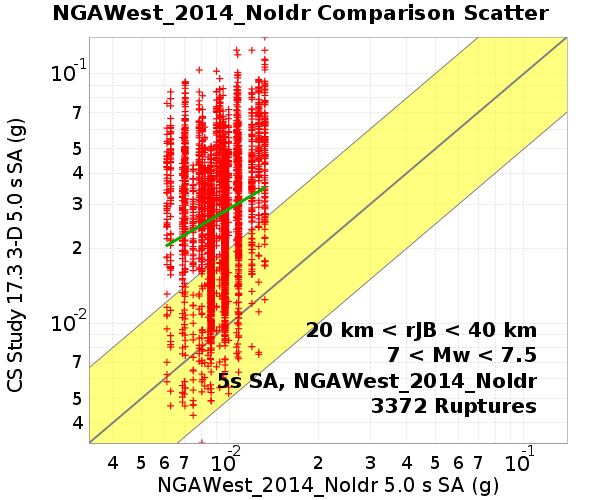 NGAWest_2014_NoIdr Comparison Scatter
CS Study 17.3 3-D 5.0 s SA (g)
10-1
7
5
4
3
2
10-2
7
5
4
20 km < rJB < 40 km
7 < Mw < 7.5
5s SA, NGAWest_2014_NoIdr
3372 Ruptures
4 5 6 7 10-2 2 3 4 5 6 7 10-1
NGAWest_2014_NoIdr 5.0 s SA (g)